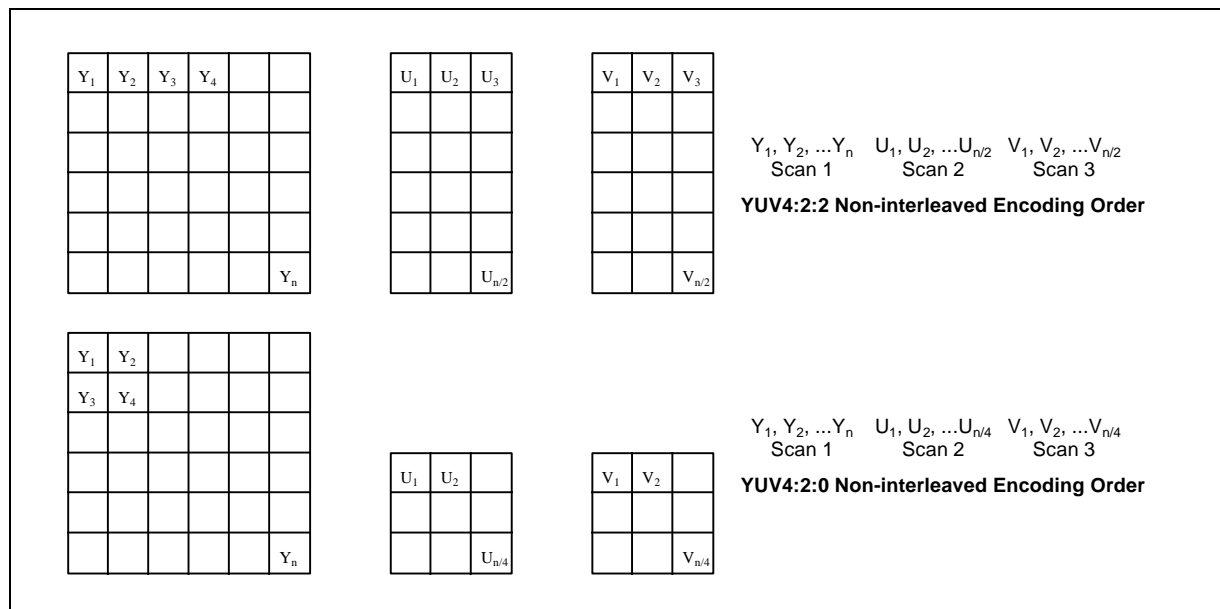 Y₁ Y₂ Y₃ Y₄
U₁ U₂ U₃
V₁ V₂ V₃
Yₙ
Uₙ/₂
Vₙ/₂
Y₁, Y₂, ...Yₙ U₁, U₂, ...Uₙ/₂ V₁, V₂, ...Vₙ/₂
Scan 1 Scan 2 Scan 3
YUV4:2:2 Non-interleaved Encoding Order
Y₁ Y₂
Y₃ Y₄
U₁ U₂
V₁ V₂
Yₙ
Uₙ/₄
Vₙ/₄
Y₁, Y₂, ...Yₙ U₁, U₂, ...Uₙ/₄ V₁, V₂, ...Vₙ/₄
Scan 1 Scan 2 Scan 3
YUV4:2:0 Non-interleaved Encoding Order